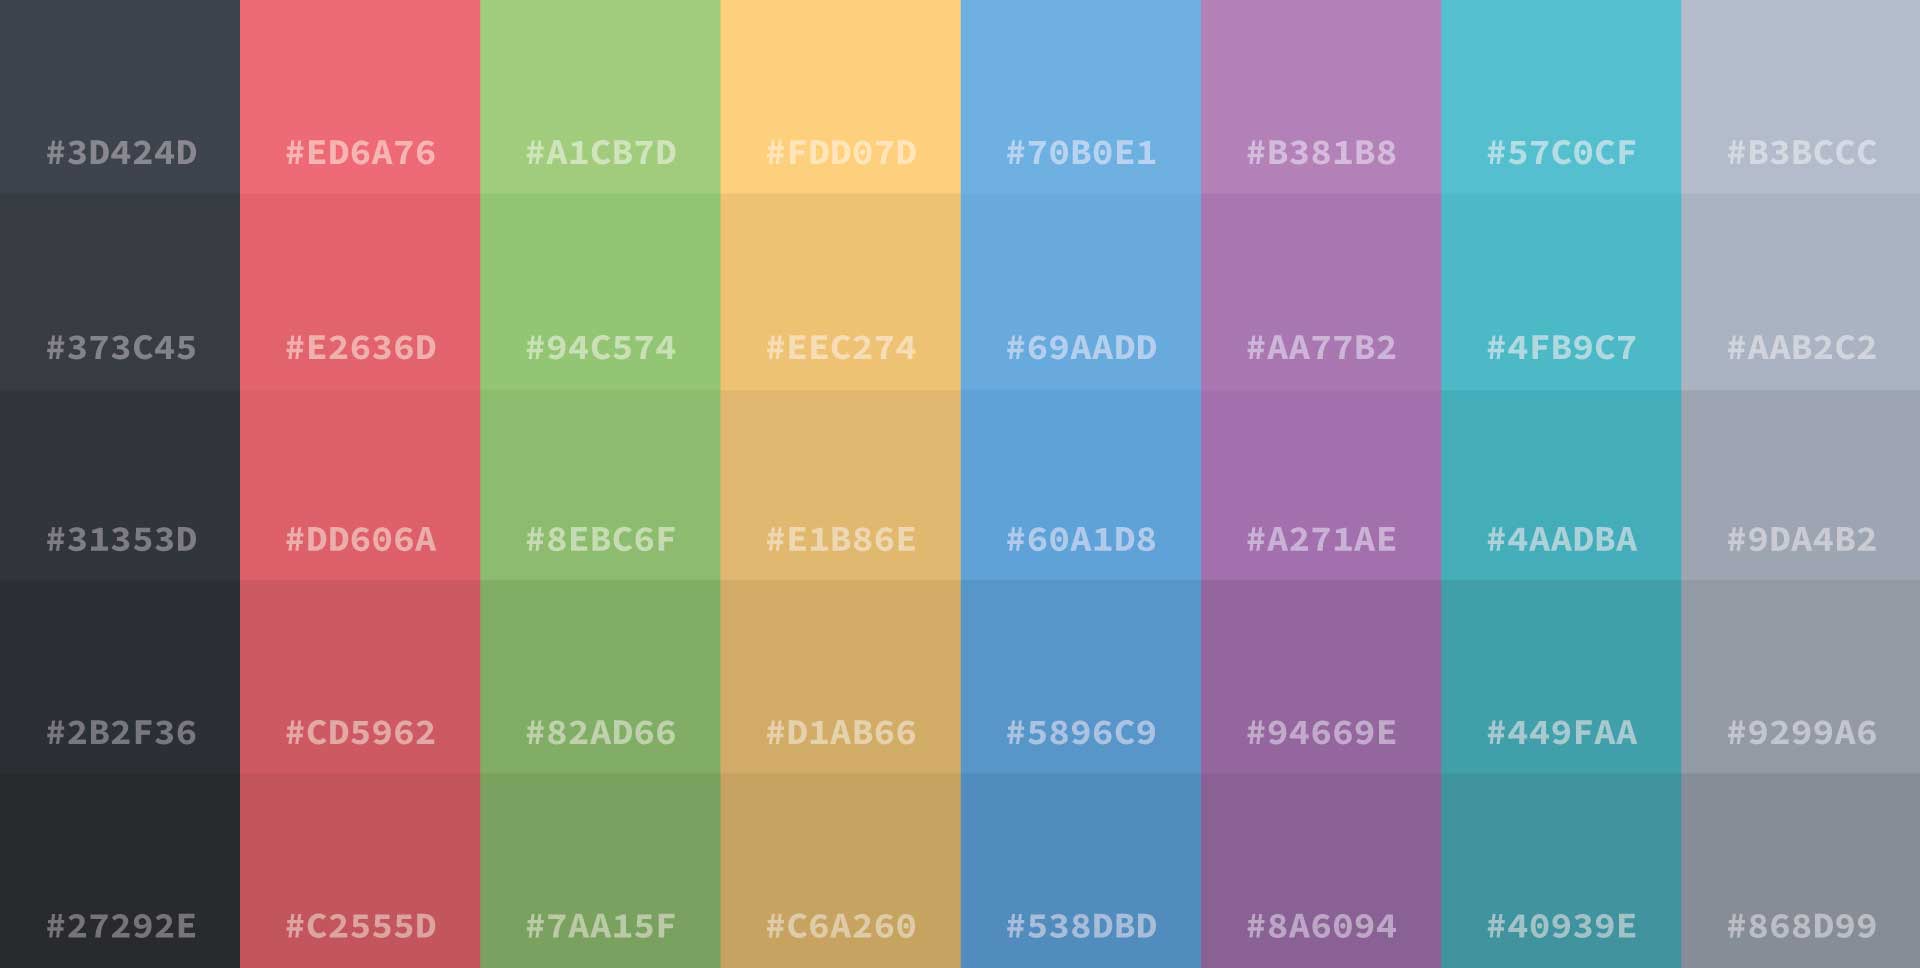 #3D424D #ED6A76 #A1CB7D #FDD07D #70B0E1 #B381B8 #57C0CF #B3BCCC
#373C45 #E2636D #94C574 #EEC274 #69AADD #AA77B2 #4FB9C7 #AAB2C2
#31353D #DD606A #8EBC6F #E1B86E #60A1D8 #A271AE #4AADBA #9DA4B2
#2B2F36 #CD5962 #82AD66 #D1AB66 #5896C9 #94669E #449FAA #9299A6
#27292E #C2555D #7AA15F #C6A260 #538DBD #8A6094 #40939E #868D99